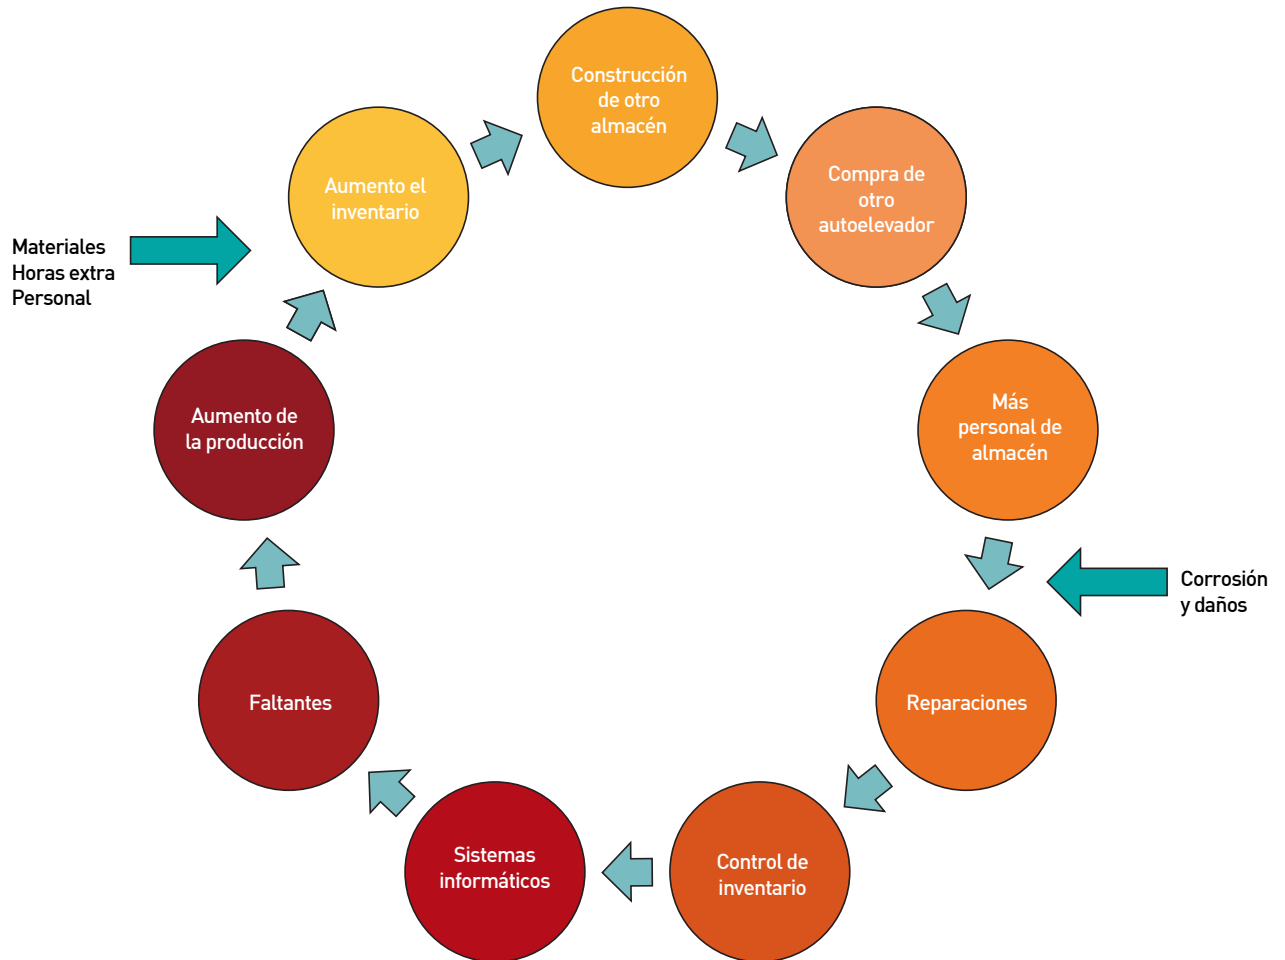 Construcción
de otro
almacén
Compra de
otro
autoelevador
Más
personal de
almacén
Corrosión
y daños
Reparaciones
Control de
inventario
Sistemas
informáticos
Faltantes
Aumento de
la producción
Materiales
Horas extra
Personal
Aumento el
inventario